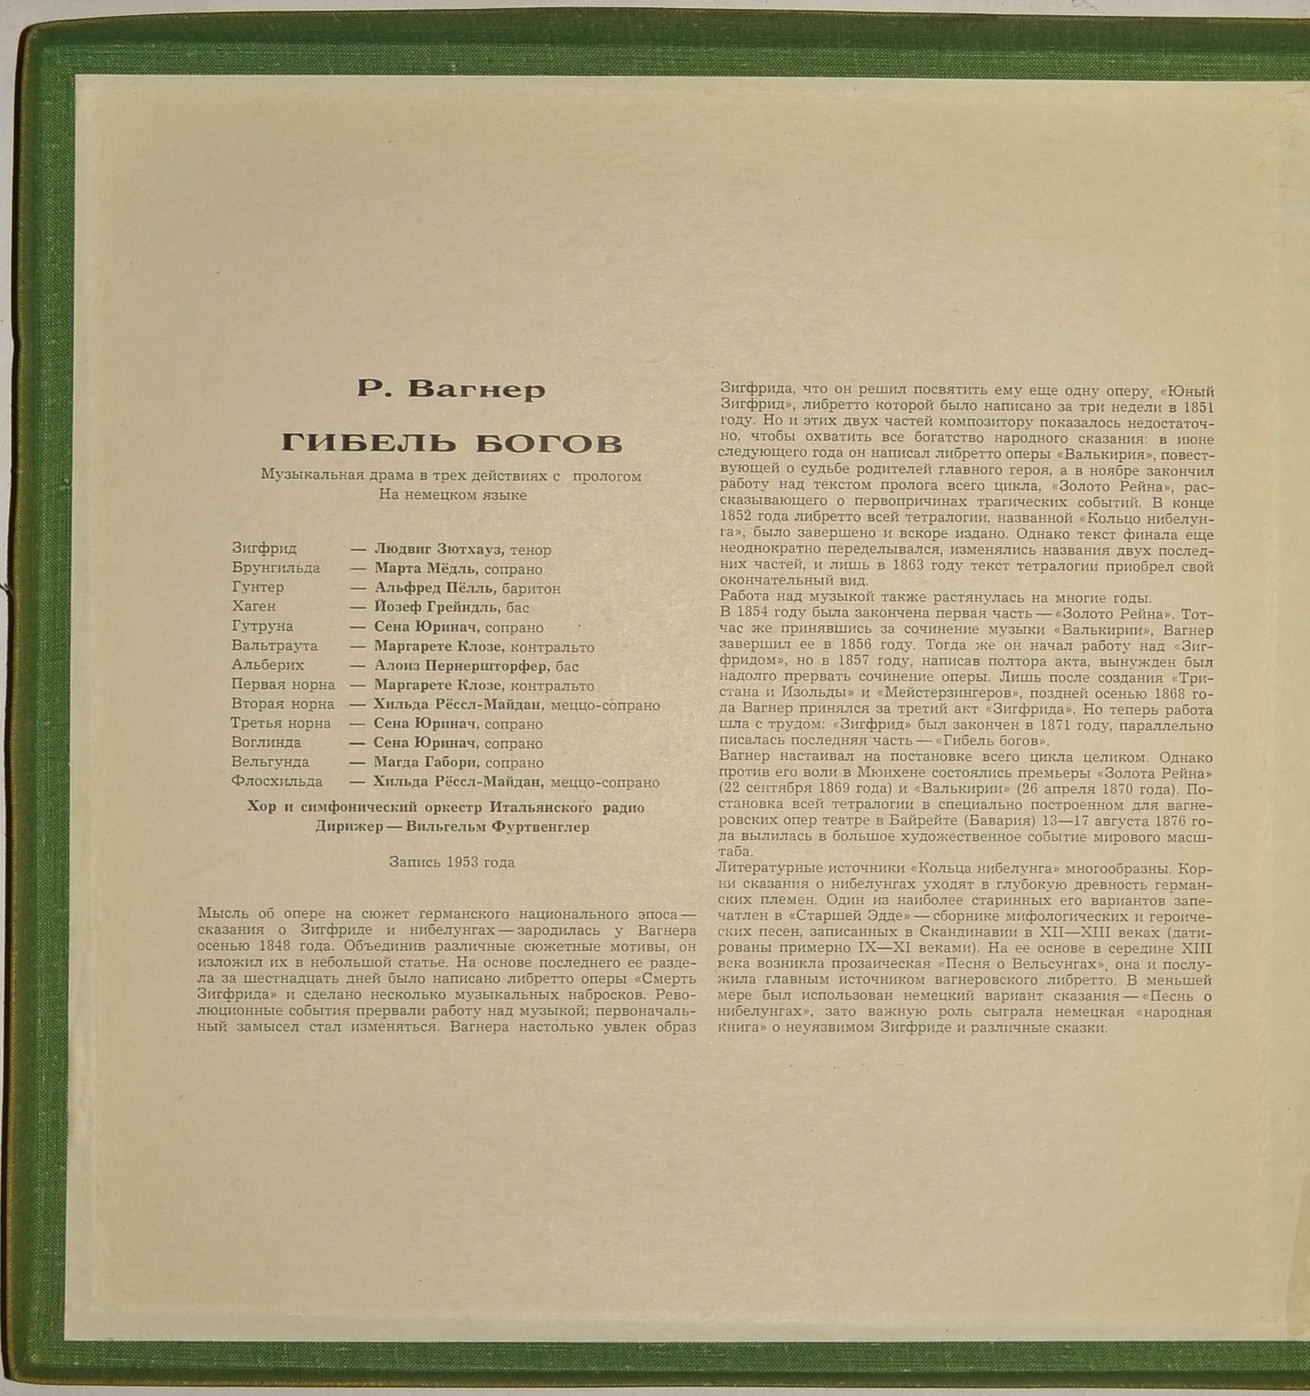 Р. Вагнер
ГИБЕЛЬ БОГОВ
Музыкальная драма в трех действиях с прологом
На немецком языке
Зигфрид — Людвиг Зютхауз, тенор
Брунгильда — Марта Мёдль, сопрано
Гунтер — Альфред Пёлль, баритон
Хаген — Йозеф Грейндль, бас
Гутруна — Сена Юринач, сопрано
Вальтраута — Маргарете Клозе, контральто
Альберих — Алоиз Пернершторфер, бас
Первая норна — Маргарете Клозе, контральто
Вторая норна — Хильда Рёссл-Майдан, меццо-сопрано
Третья норна — Сена Юринач, сопрано
Воглинда — Сена Юринач, сопрано
Вельгунда — Магда Габори, сопрано
Флосхильда — Хильда Рёссл-Майдан, меццо-сопрано
Хор и симфонический оркестр Итальянского радио
Дирижер — Вильгельм Фуртвенглер
Запись 1953 года
Мысль об опере на сюжет германского национального эпоса —
сказания о Зигфриде и нибелунгах — зародилась у Вагнера
осенью 1848 года. Объединив различные сюжетные мотивы, он
изложил их в небольшой статье. На основе последнего ее разде-
ла за шестнадцать дней было написано либретто оперы «Смерть
Зигфрида» и сделано несколько музыкальных набросков. Рево-
люционные события прервали работу над музыкой; первоначаль-
ный замысел стал изменяться. Вагнера настолько увлек образ
Зигфрида, что он решил посвятить ему еще одну оперу, «Юный
Зигфрид», либретто которой было написано за три недели в 1851
году. Но и этих двух частей композитору показалось недостаточ-
но, чтобы охватить все богатство народного сказания: в июне
следующего года он написал либретто оперы «Валькирия», повест-
вующей о судьбе родителей главного героя, а в ноябре закончил
работу над текстом пролога всего цикла, «Золото Рейна», рас-
сказывающего о первопричинах трагических событий. В конце
1852 года либретто всей тетралогии, названной «Кольцо нибелун-
га», было завершено и вскоре издано. Однако текст финала еще
неоднократно переделывался, изменялись названия двух послед-
них частей, и лишь в 1863 году текст тетралогии приобрел свой
окончательный вид.
Работа над музыкой также растянулась на многие годы.
В 1854 году была закончена первая часть — «Золото Рейна». Тот-
час же принявшись за сочинение музыки «Валькирии», Вагнер
завершил ее в 1856 году. Тогда же он начал работу над «Зиг-
фридом», но в 1857 году, написав полтора акта, вынужден был
надолго прервать сочинение оперы. Лишь после создания «Три-
стана и Изольды» и «Мейстерзингеров», поздней осенью 1868 го-
да Вагнер принялся за третий акт «Зигфрида». Но теперь работа
шла с трудом: «Зигфрид» был закончен в 1871 году, параллельно
писалась последняя часть — «Гибель богов».
Вагнер настаивал на постановке всего цикла целиком. Однако
против его воли в Мюнхене состоялись премьеры «Золота Рейна»
(22 сентября 1869 года) и «Валькирии» (26 апреля 1870 года). По-
становка всей тетралогии в специально построенном для вагне-
ровских опер театре в Байрейте (Бавария) 13—17 августа 1876 го-
да вылилась в большое художественное событие мирового масш-
таба.
Литературные источники «Кольца нибелунга» многообразны. Кор-
ни сказания о нибелунгах уходят в глубокую древность герман-
ских племен. Один из наиболее старинных его вариантов запе-
чатлен в «Старшей Эдде» — сборнике мифологических и героиче-
ских песен, записанных в Скандинавии в XII—XIII веках (дати-
рованы примерно IX—XI веками). На ее основе в середине XIII
века возникла прозаическая «Песня о Вельсунгах», она и послу-
жила главным источником вагнеровского либретто. В меньшей
мере был использован немецкий вариант сказания — «Песнь о
нибелунгах», зато важную роль сыграла немецкая «народная
книга» о неуязвимом Зигфриде и различные сказки.